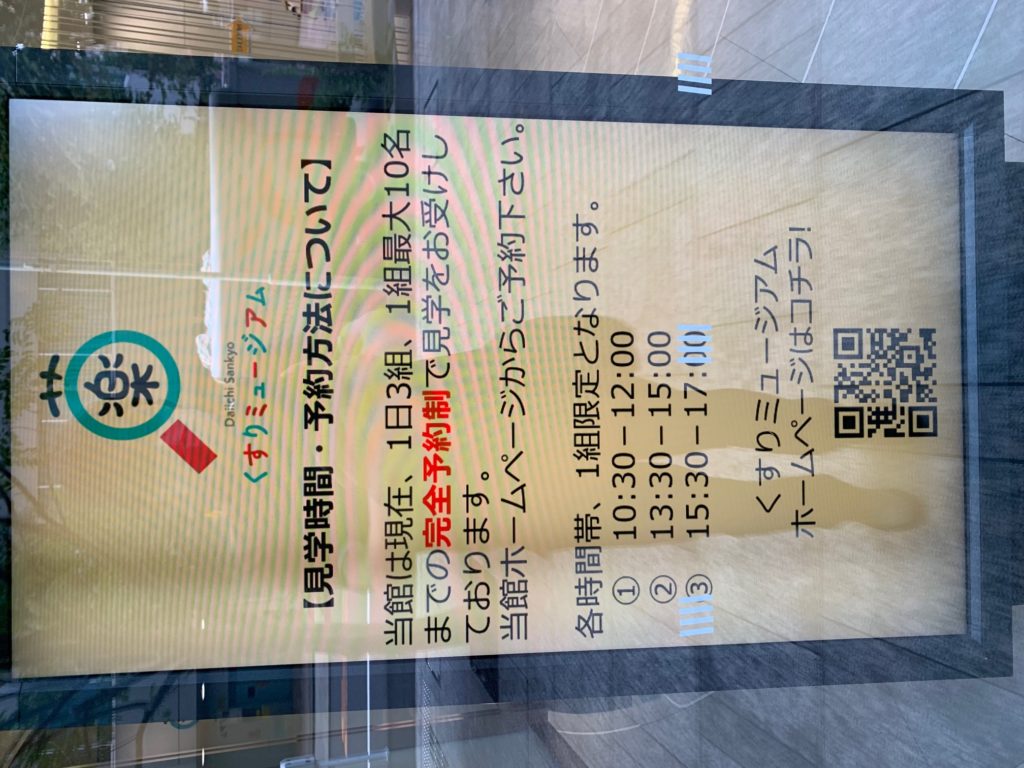 薬
Daiichi Sankyo
くすりミュージアム
【見学時間・予約方法について】
当館は現在、1日3組、1組最大10名
までの完全予約制で見学をお受けし
ております。
当館ホームページからご予約下さい。
各時間帯、1組限定となります。
① 10:30－12:00
② 13:30－15:00
③ 15:30－17:00
くすりミュージアム
ホームページはコチラ!